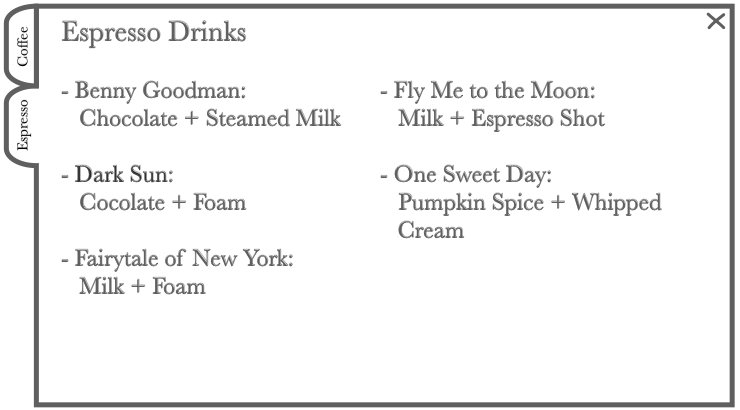 Coffee
Espresso
Espresso Drinks
- Benny Goodman:
Chocolate + Steamed Milk
- Dark Sun:
Cocolate + Foam
- Fairytale of New York:
Milk + Foam
- Fly Me to the Moon:
Milk + Espresso Shot
- One Sweet Day:
Pumpkin Spice + Whipped
Cream